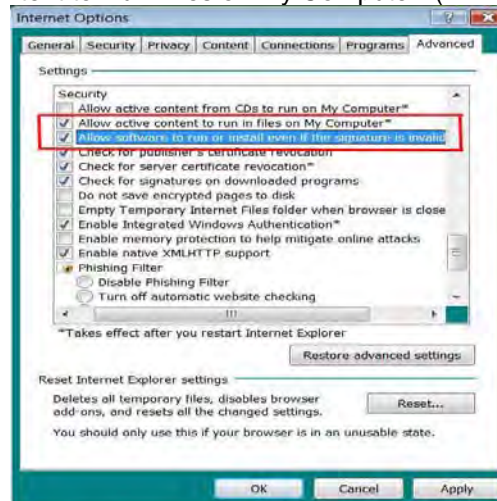 Internet Options
General Security Privacy Content Connections Programs Advanced
Settings
Security
Allow active content from CDs to run on My Computer*
Allow active content to run in files on My Computer*
Allow software to run or install even if the signature is invalid
Check for publisher's certificate revocation
Check for server certificate revocation*
Check for signatures on downloaded programs
Do not save encrypted pages to disk
Empty Temporary Internet Files folder when browser is close
Enable Integrated Windows Authentication*
Enable memory protection to help mitigate online attacks
Enable native XMLHTTP support
Phishing Filter
Disable Phishing Filter
Turn off automatic website checking
*Takes effect after you restart Internet Explorer
Restore advanced settings
Reset Internet Explorer settings
Deletes all temporary files, disables browser
add-ons, and resets all the changed settings.
Reset...
You should only use this if your browser is in an unusable state.
OK Cancel Apply